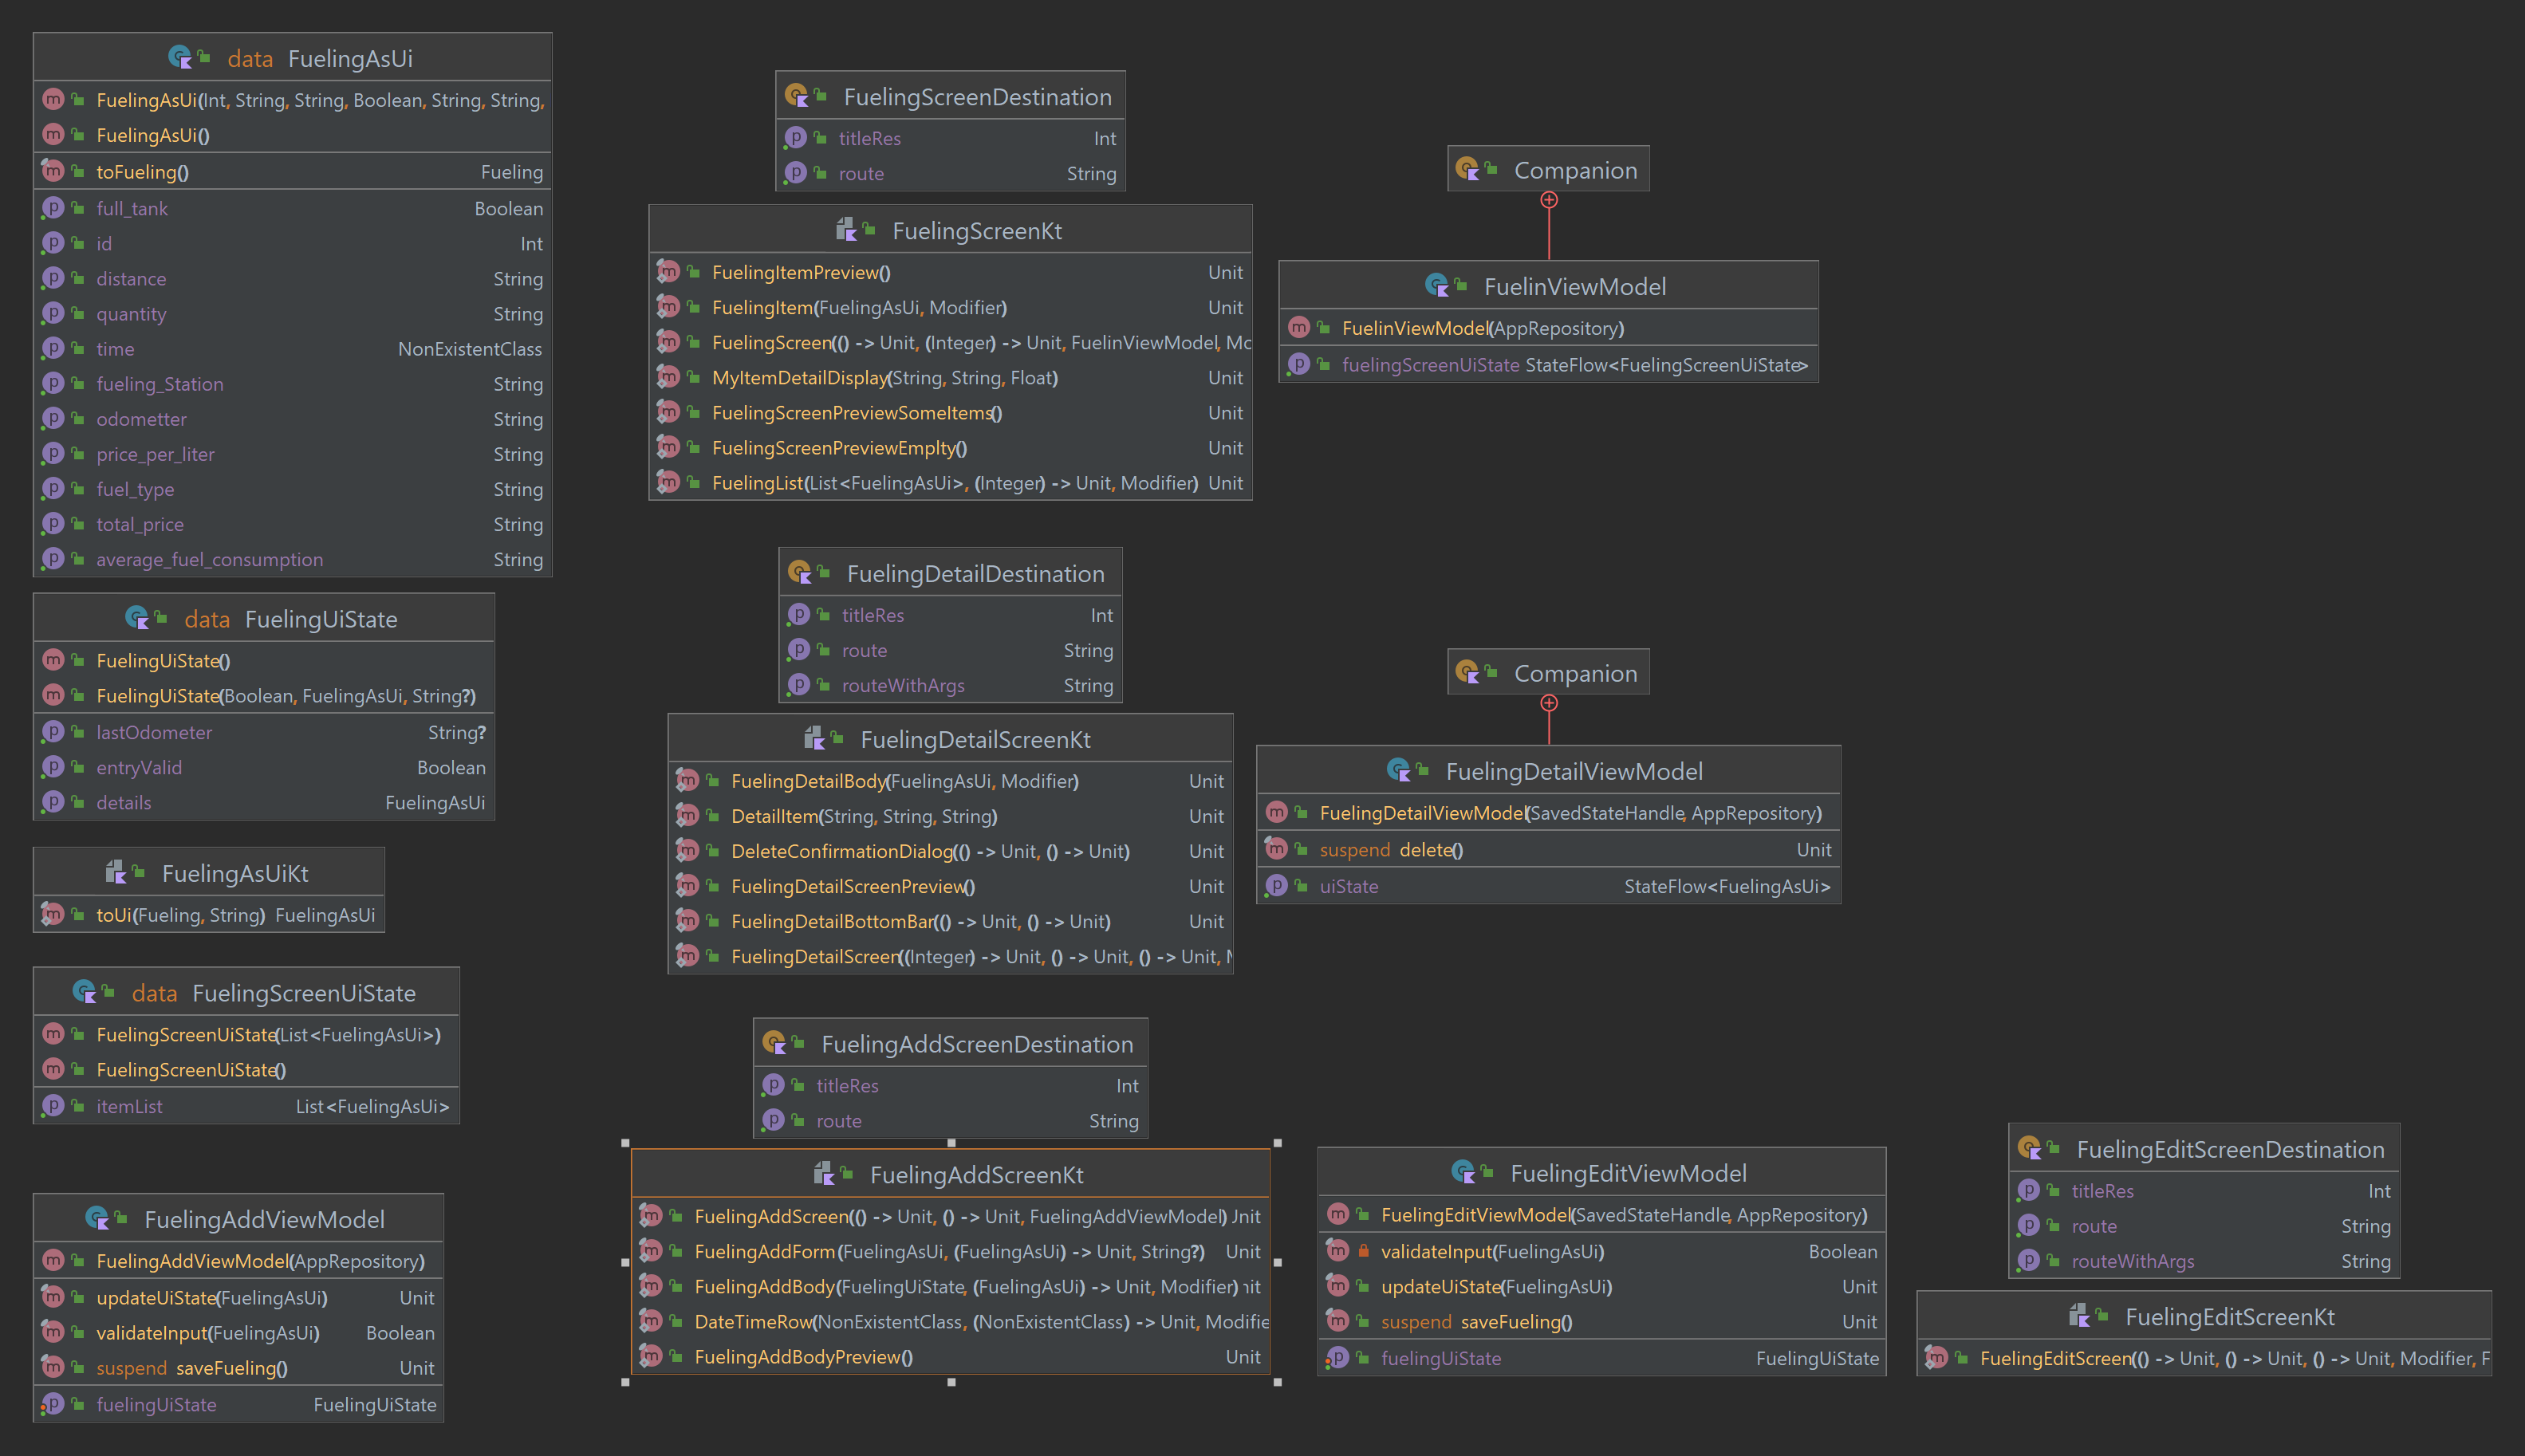 data FuelingAsUi
FuelingAsUi(Int, String, String, Boolean, String, String,
FuelingAsUi()
toFueling() Fueling
full_tank Boolean
id Int
distance String
quantity String
time NonExistentClass
fueling_Station String
odometter String
price_per_liter String
fuel_type String
total_price String
average_fuel_consumption String
data FuelingUiState
FuelingUiState()
FuelingUiState(Boolean, FuelingAsUi, String?)
lastOdometer String?
entryValid Boolean
details FuelingAsUi
FuelingAsUiKt
toUi(Fueling, String) FuelingAsUi
data FuelingScreenUiState
FuelingScreenUiState(List<FuelingAsUi>)
FuelingScreenUiState()
itemList List<FuelingAsUi>
FuelingAddViewModel
FuelingAddViewModel(AppRepository)
updateUiState(FuelingAsUi) Unit
validateInput(FuelingAsUi) Boolean
suspend saveFueling() Unit
fuelingUiState FuelingUiState
FuelingScreenDestination
titleRes Int
route String
FuelingScreenKt
FuelingItemPreview() Unit
FuelingItem(FuelingAsUi, Modifier) Unit
FuelingScreen(() -> Unit, (Integer) -> Unit, FuelinViewModel, Mc
MyItemDetailDisplay(String, String, Float) Unit
FuelingScreenPreviewSomeItems() Unit
FuelingScreenPreviewEmplty() Unit
FuelingList(List<FuelingAsUi>, (Integer) -> Unit, Modifier) Unit
Companion
FuelinViewModel
FuelinViewModel(AppRepository)
fuelingScreenUiState StateFlow<FuelingScreenUiState>
FuelingDetailDestination
titleRes Int
route String
routeWithArgs String
FuelingDetailScreenKt
FuelingDetailBody(FuelingAsUi, Modifier) Unit
DetailItem(String, String, String) Unit
DeleteConfirmationDialog(() -> Unit, () -> Unit) Unit
FuelingDetailScreenPreview() Unit
FuelingDetailBottomBar(() -> Unit, () -> Unit) Unit
FuelingDetailScreen((Integer) -> Unit, () -> Unit, () -> Unit,
Companion
FuelingDetailViewModel
FuelingDetailViewModel(SavedStateHandle, AppRepository)
suspend delete() Unit
uiState StateFlow<FuelingAsUi>
FuelingAddScreenDestination
titleRes Int
route String
FuelingAddScreenKt
FuelingAddScreen(() -> Unit, () -> Unit, FuelingAddViewModel) Jnit
FuelingAddForm(FuelingAsUi, (FuelingAsUi) -> Unit, String?) Unit
FuelingAddBody(FuelingUiState, (FuelingAsUi) -> Unit, Modifier) nit
DateTimeRow(NonExistentClass, (NonExistentClass) -> Unit, Modifie
FuelingAddBodyPreview() Unit
FuelingEditViewModel
FuelingEditViewModel(SavedStateHandle, AppRepository)
validateInput(FuelingAsUi) Boolean
updateUiState(FuelingAsUi) Unit
suspend saveFueling() Unit
fuelingUiState FuelingUiState
FuelingEditScreenDestination
titleRes Int
route String
routeWithArgs String
FuelingEditScreenKt
FuelingEditScreen(() -> Unit, () -> Unit, () -> Unit, Modifier, F